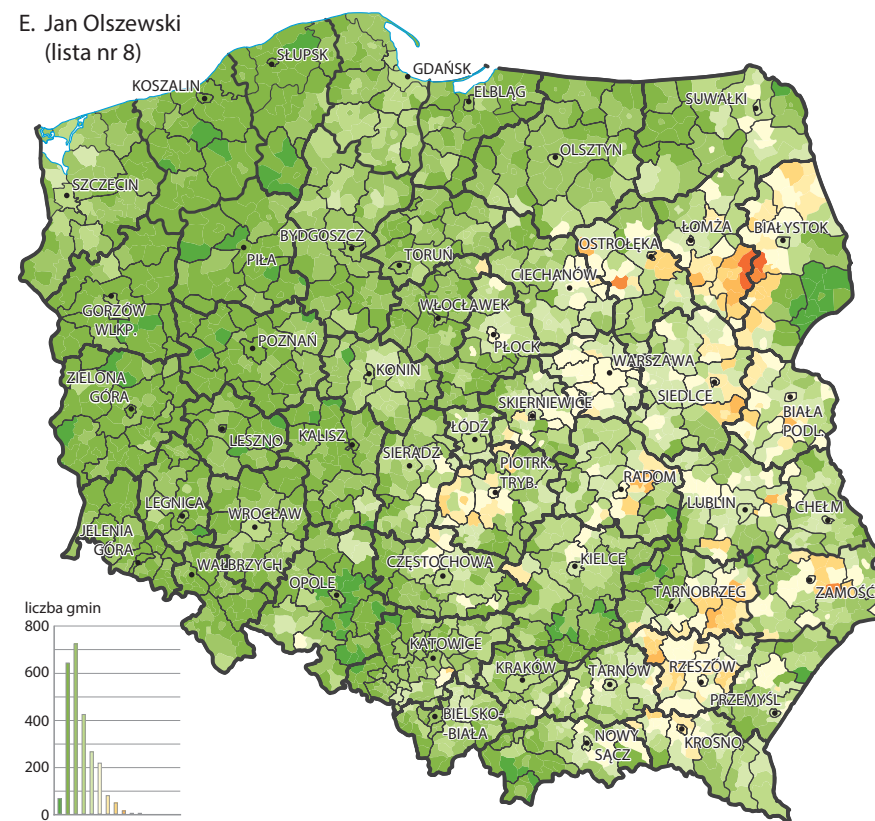 E. Jan Olszewski
(lista nr 8)
SŁUPSK
GDAŃSK
KOSZALIN
ELBLĄG
SUWAŁKI
OLSZTYN
SZCZECIN
BYDGOSZCZ
OSTROŁĘKA
ŁOMŻA
BIAŁYSTOK
PIŁA
TORUŃ
CIECHANÓW
GORZÓW
WLKP.
WŁOCŁAWEK
POZNAŃ
PŁOCK
WARSZAWA
ZIELONA
GÓRA
KONIN
SKIERNIEWICE
SIEDLCE
BIAŁA
PODL.
LESZNO
KALISZ
ŁÓDŹ
SIERADZ
PIOTRK.
TRYB.
RADOM
LEGNICA
WROCŁAW
LUBLIN
CHEŁM
JELENIA
GÓRA
WAŁBRZYCH
CZĘSTOCHOWA
KIELCE
OPOLE
TARNOBRZEG
ZAMOŚĆ
KATOWICE
KRAKÓW
TARNÓW
RZESZÓW
PRZEMYŚL
BIELSKO-
-BIAŁA
NOWY
SĄCZ
KROSNO
liczba gmin
800
600
400
200
0